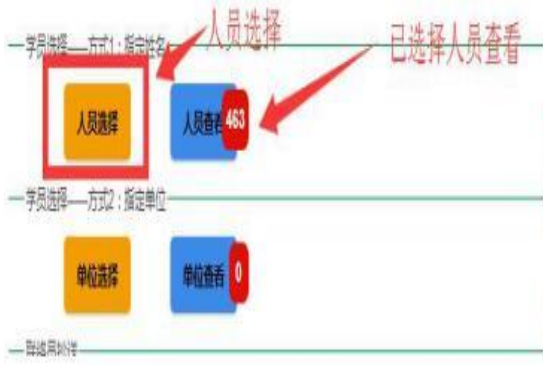 人员选择
已选择人员查看
学员选择——方式1：指定姓名
人员选择
人员查看
463
学员选择——方式2：指定单位
单位选择
单位查看
0